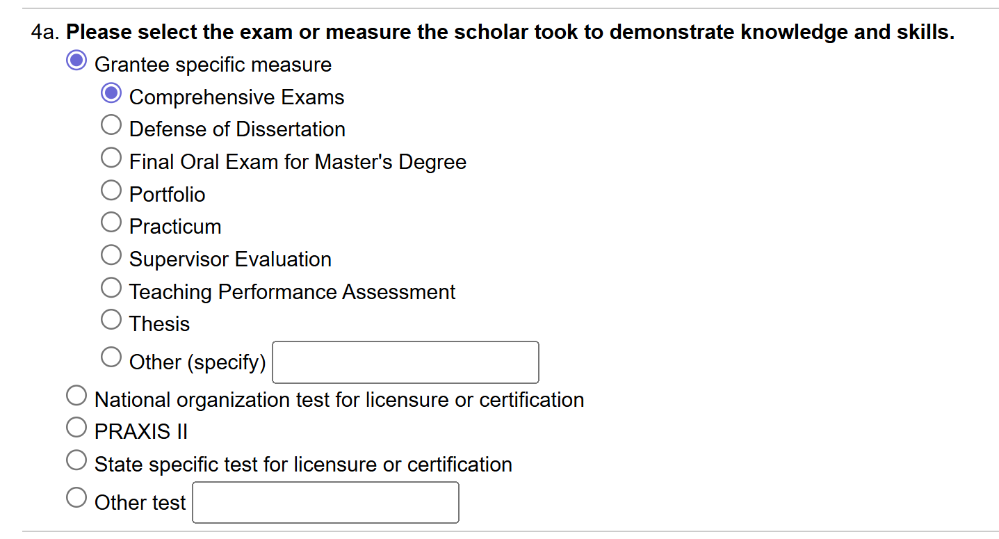 4a. Please select the exam or measure the scholar took to demonstrate knowledge and skills.
Grantee specific measure
Comprehensive Exams
Defense of Dissertation
Final Oral Exam for Master's Degree
Portfolio
Practicum
Supervisor Evaluation
Teaching Performance Assessment
Thesis
Other (specify)
National organization test for licensure or certification
PRAXIS II
State specific test for licensure or certification
Other test